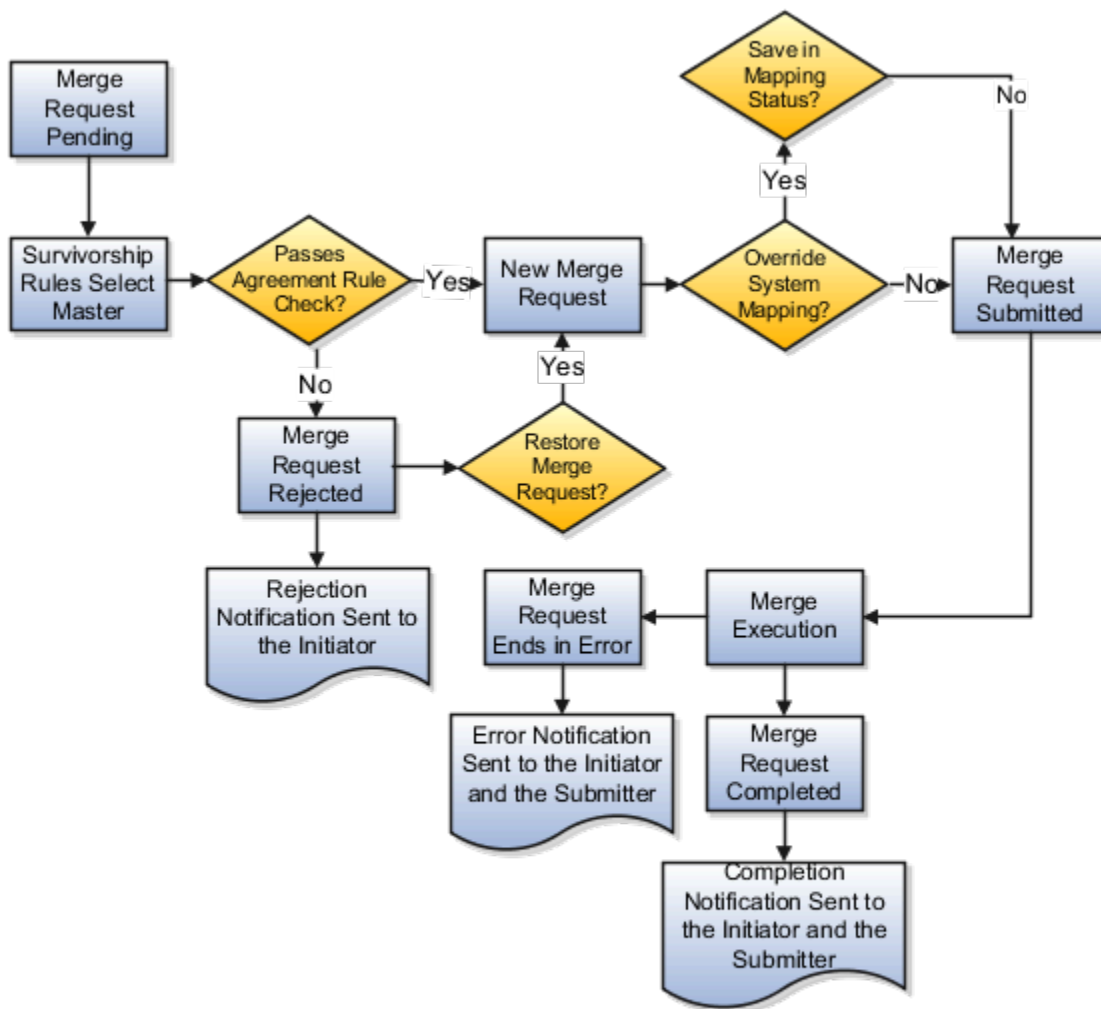 Save in
Mapping
Status?
Merge
Request
Pending
No
Yes
Survivorship
Rules Select
Master
Passes
Agreement Rule
Check?
Yes
New Merge
Request
Override
System
Mapping?
No
Merge
Request
Submitted
No
Yes
Merge
Request
Rejected
Restore
Merge
Request?
Rejection
Notification Sent to
the Initiator
Merge
Request
Ends in Error
Merge
Execution
Error Notification
Sent to the Initiator
and the Submitter
Merge
Request
Completed
Completion
Notification Sent to
the Initiator and the
Submitter